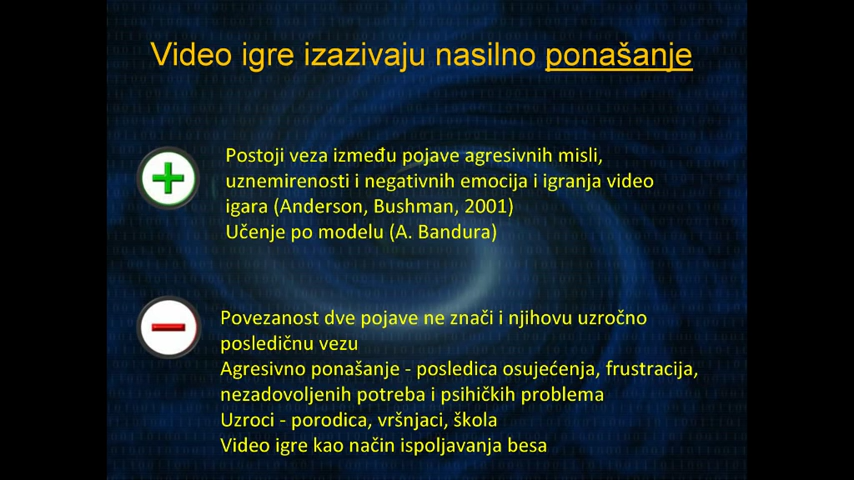 Video igre izazivaju nasilno ponašanje
Postoji veza između pojave agresivnih misli,
uznemirenosti i negativnih emocija i igranja video
igara (Anderson, Bushman, 2001)
Učenje po modelu (A. Bandura)
Povezanost dve pojave ne znači i njihovu uzročno
posledičnu vezu
Agresivno ponašanje - posledica osujećenja, frustracija,
nezadovoljenih potreba i psihičkih problema
Uzroci - porodica, vršnjaci, škola
Video igre kao način ispoljavanja besa